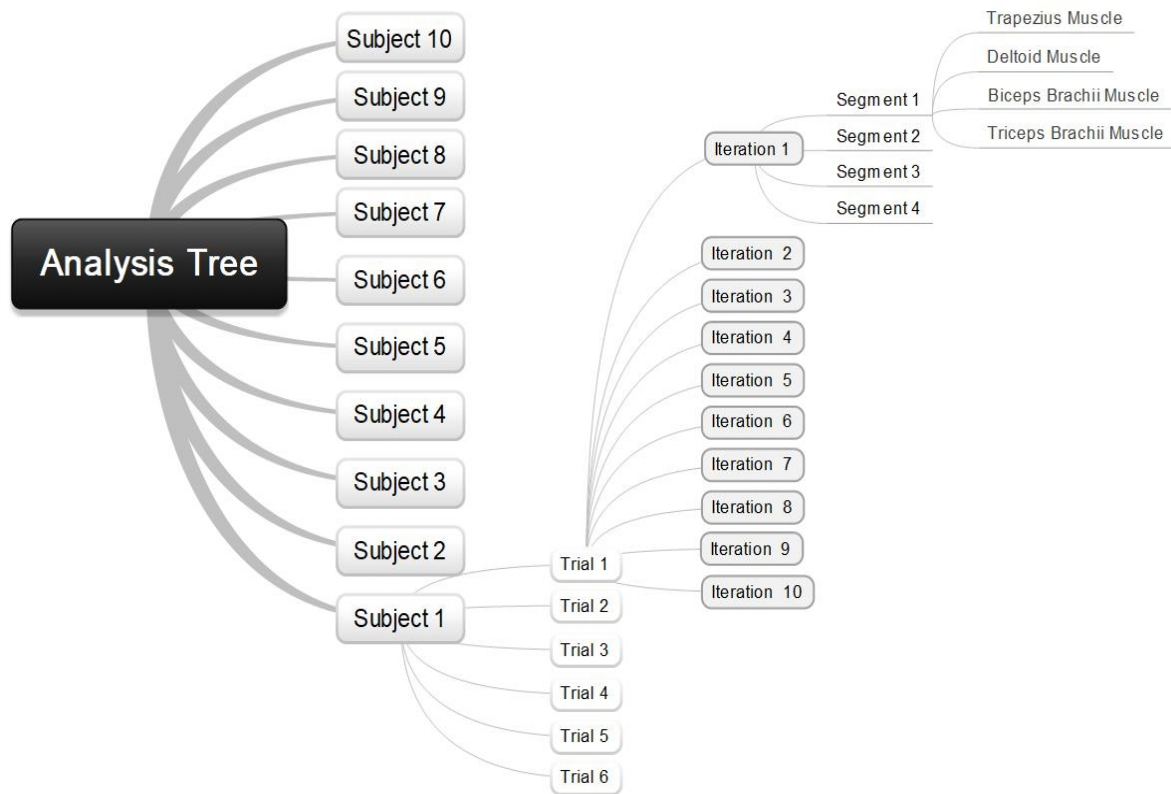 Analysis Tree
Subject 10
Subject 9
Subject 8
Subject 7
Subject 6
Subject 5
Subject 4
Subject 3
Subject 2
Subject 1
Trial 1
Trial 2
Trial 3
Trial 4
Trial 5
Trial 6
Iteration 1
Iteration 2
Iteration 3
Iteration 4
Iteration 5
Iteration 6
Iteration 7
Iteration 8
Iteration 9
Iteration 10
Segment 1
Segment 2
Segment 3
Segment 4
Trapezius Muscle
Deltoid Muscle
Biceps Brachii Muscle
Triceps Brachii Muscle